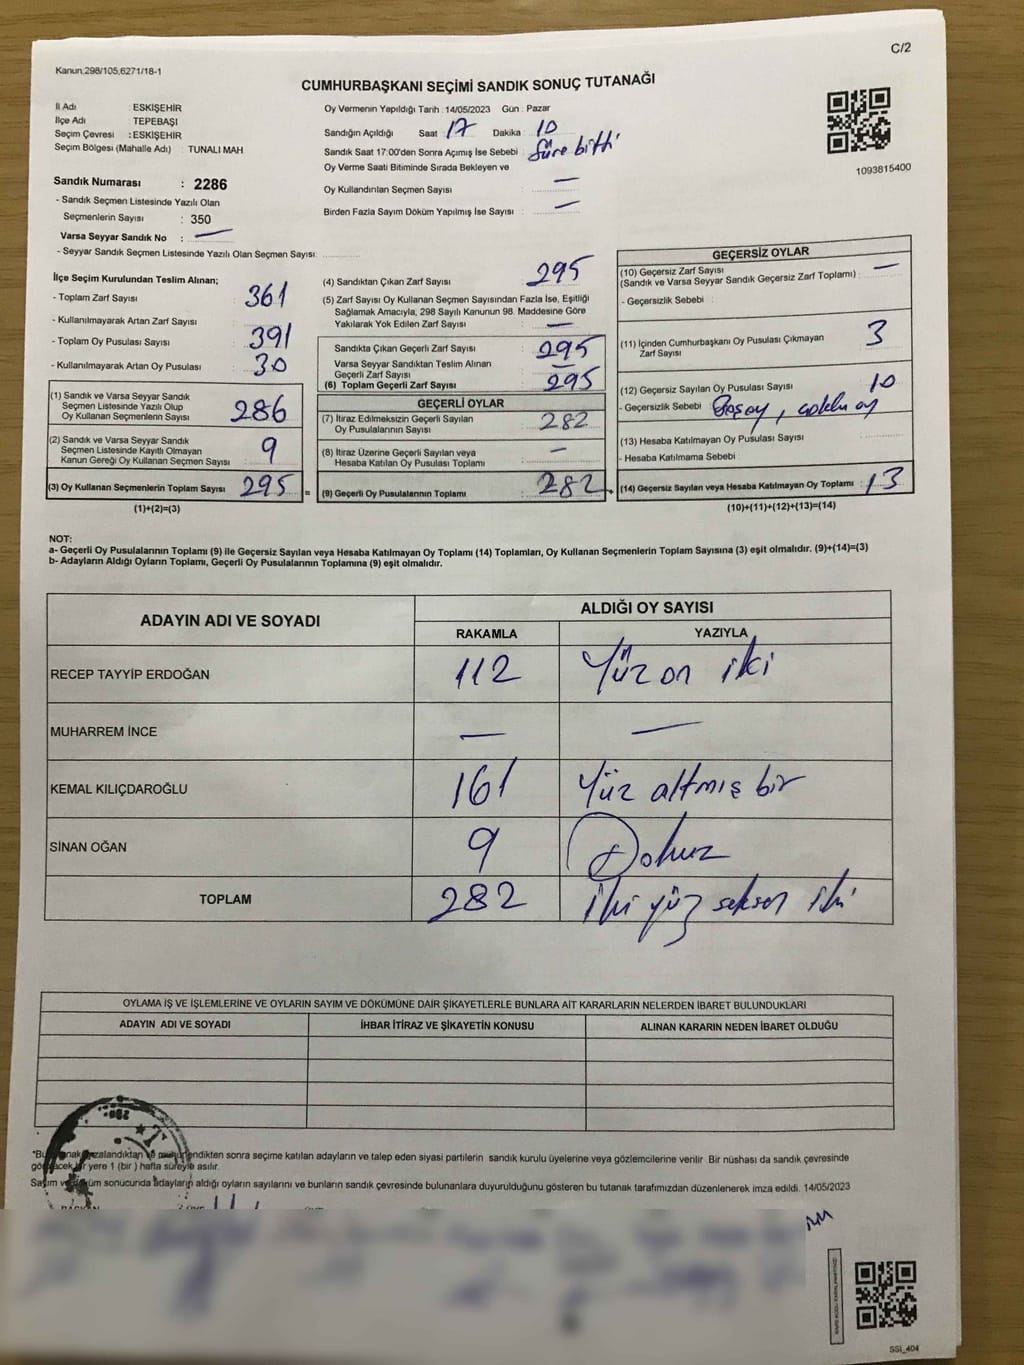 C/2
Kanun;298/105,6271/18-1
CUMHURBAŞKANI SEÇİMİ SANDIK SONUÇ TUTANAĞI
İl Adı : ESKİŞEHİR
İlçe Adı : TEPEBAŞI
Seçim Çevresi : ESKİŞEHİR
Seçim Bölgesi (Mahalle Adı) : TUNALI MAH.
Oy Vermenin Yapıldığı Tarih : 14/05/2023 Gün : Pazar
Sandığın Açıldığı Saat 17 Dakika 10
Sandık Saat 17:00'den Sonra Açımış İse Sebebi : Süre bitti
Oy Verme Saati Bitiminde Sırada Bekleyen ve
Oy Kullandırılan Seçmen Sayısı : —
Birden Fazla Sayım Döküm Yapılmış İse Sayısı : —
1093815400
Sandık Numarası : 2286
- Sandık Seçmen Listesinde Yazılı Olan
Seçmenlerin Sayısı : 350
Varsa Seyyar Sandık No : —
- Seyyar Sandık Seçmen Listesinde Yazılı Olan Seçmen Sayısı:
İlçe Seçim Kurulundan Teslim Alınan;
- Toplam Zarf Sayısı : 361
- Kullanılmayarak Artan Zarf Sayısı :
- Toplam Oy Pusulası Sayısı : 391
- Kullanılmayarak Artan Oy Pusulası : 30
(1) Sandık ve Varsa Seyyar Sandık
Seçmen Listesinde Yazılı Olup
Oy Kullanan Seçmenlerin Sayısı : 286
(2) Sandık ve Varsa Seyyar Sandık
Seçmen Listesinde Kayıtlı Olmayan
Kanun Gereği Oy Kullanan Seçmen Sayısı : 9
(3) Oy Kullanan Seçmenlerin Toplam Sayısı : 295
(1)+(2)=(3)
(4) Sandıktan Çıkan Zarf Sayısı : 295
(5) Zarf Sayısı Oy Kullanan Seçmen Sayısından Fazla İse, Eşitliği
Sağlamak Amacıyla, 298 Sayılı Kanunun 98. Maddesine Göre
Yakılarak Yok Edilen Zarf Sayısı : —
Sandıkta Çıkan Geçerli Zarf Sayısı : 295
Varsa Seyyar Sandıktan Teslim Alınan
Geçerli Zarf Sayısı : —
(6) Toplam Geçerli Zarf Sayısı : 295
GEÇERLİ OYLAR
(7) İtiraz Edilmeksizin Geçerli Sayılan
Oy Pusulalarının Sayısı : 282
(8) İtiraz Üzerine Geçerli Sayılan veya
Hesaba Katılan Oy Pusulası Toplamı : —
= (9) Geçerli Oy Pusulalarının Toplamı : 282 +
GEÇERSİZ OYLAR
(10) Geçersiz Zarf Sayısı
(Sandık ve Varsa Seyyar Sandık Geçersiz Zarf Toplamı) : —
- Geçersizlik Sebebi :
(11) İçinden Cumhurbaşkanı Oy Pusulası Çıkmayan
Zarf Sayısı : 3
(12) Geçersiz Sayılan Oy Pusulası Sayısı : 10
- Geçersizlik Sebebi : Boş oy, çoklu oy
(13) Hesaba Katılmayan Oy Pusulası Sayısı :
- Hesaba Katılmama Sebebi :
(14) Geçersiz Sayılan veya Hesaba Katılmayan Oy Toplamı : 13
(10)+(11)+(12)+(13)=(14)
NOT:
a- Geçerli Oy Pusulalarının Toplamı (9) ile Geçersiz Sayılan veya Hesaba Katılmayan Oy Toplamı (14) Toplamları, Oy Kullanan Seçmenlerin Toplam Sayısına (3) eşit olmalıdır. (9)+(14)=(3)
b- Adayların Aldığı Oyların Toplamı, Geçerli Oy Pusulalarının Toplamına (9) eşit olmalıdır.
ADAYIN ADI VE SOYADI ALDIĞI OY SAYISI
RAKAMLA YAZIYLA
RECEP TAYYİP ERDOĞAN 112 Yüz on iki
MUHARREM İNCE — —
KEMAL KILIÇDAROĞLU 161 Yüz altmış bir
SİNAN OĞAN 9 Dokuz
TOPLAM 282 İki yüz seksen iki
OYLAMA İŞ VE İŞLEMLERİNE VE OYLARIN SAYIM VE DÖKÜMÜNE DAİR ŞİKAYETLERLE BUNLARA AİT KARARLARIN NELERDEN İBARET BULUNDUKLARI
ADAYIN ADI VE SOYADI İHBAR İTİRAZ VE ŞİKAYETİN KONUSU ALINAN KARARIN NEDEN İBARET OLDUĞU
sonra seçime katılan adayların ve talep eden siyasi partilerin sandık kurulu üyelerine veya gözlemcilerine verilir. Bir nüshası da sandık çevresinde
yere 1 (bir ) hafta süreyle asılır.
Sayım sonucunda adayların aldığı oyların sayılarını ve bunların sandık çevresinde bulunanlara duyurulduğunu gösteren bu tutanak tarafımızdan düzenlenerek imza edildi. 14/05/2023
SSİ_404